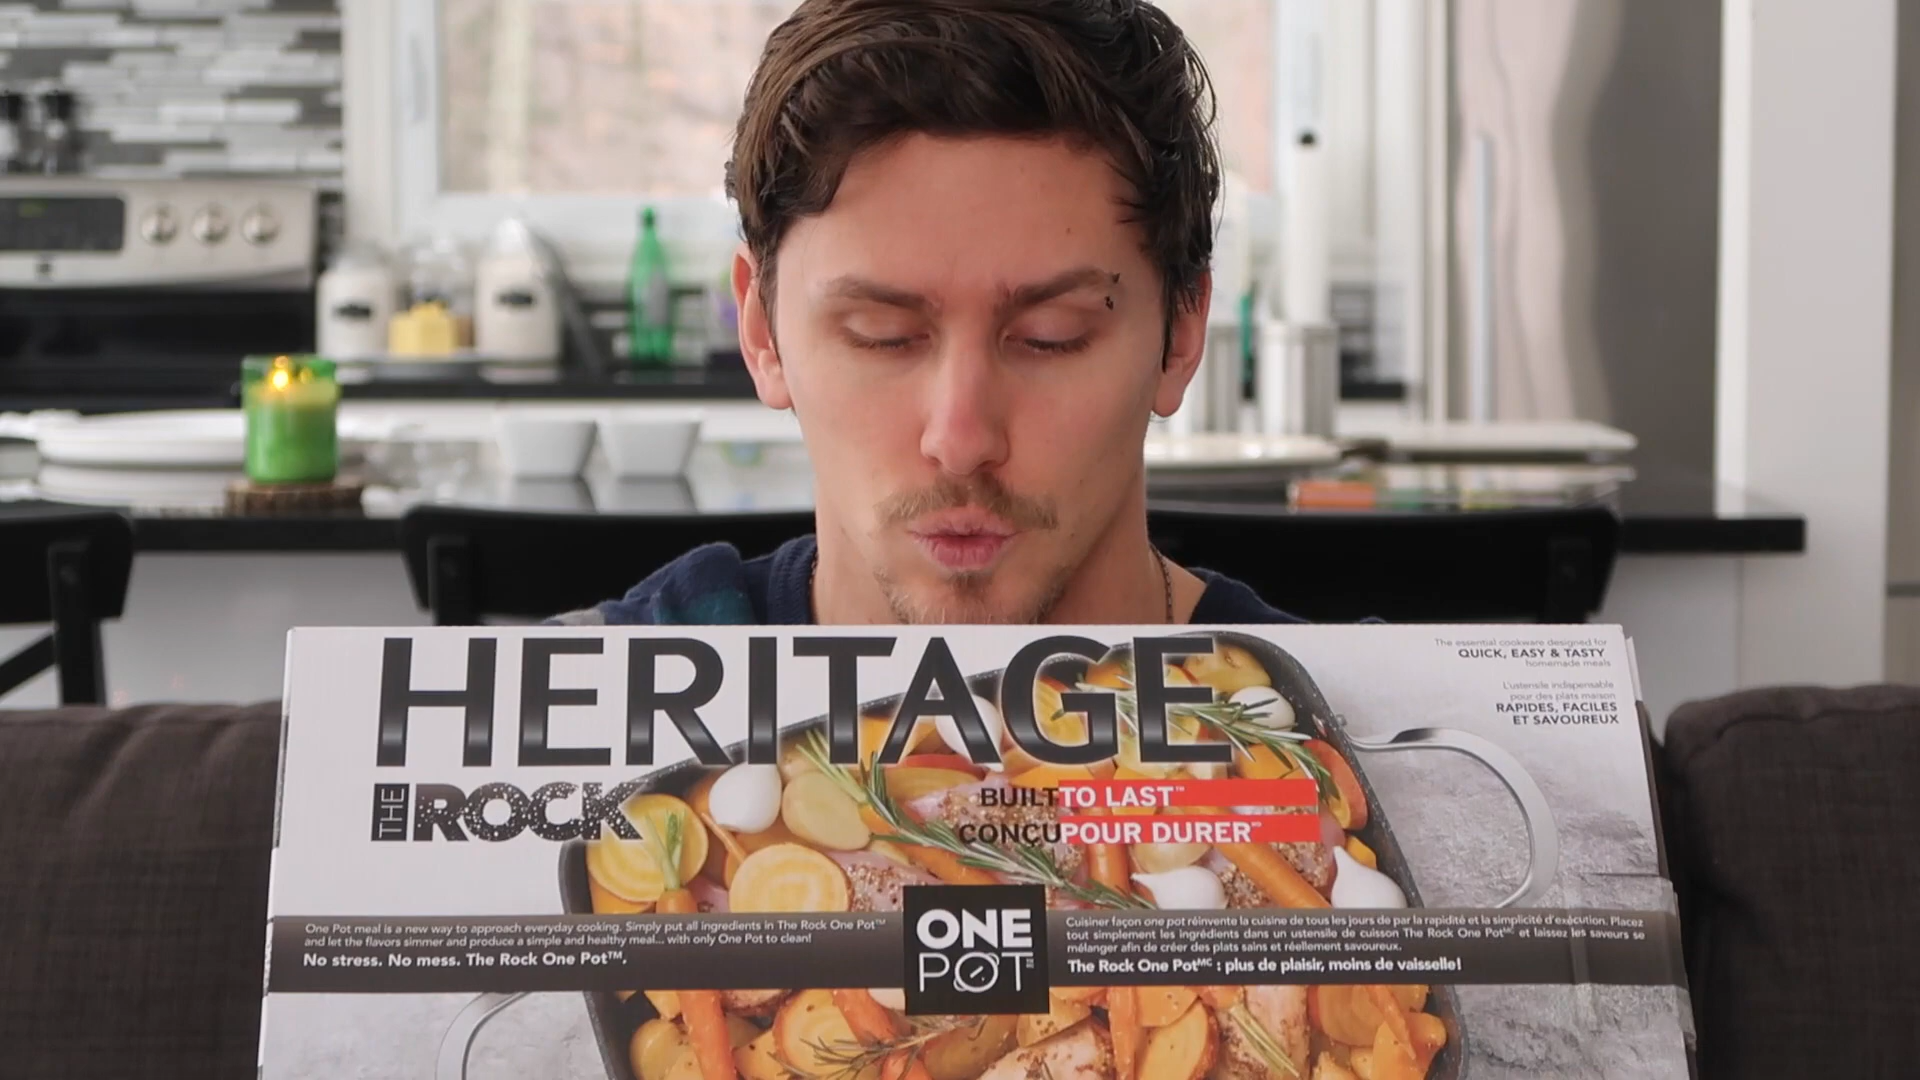 HERITAGE
The essential cookware designed for
QUICK, EASY & TASTY
homemade meals
L'ustensile indispensable
pour des plats maison
RAPIDES, FACILES
ET SAVOUREUX
THE ROCK
BUILT TO LAST™
CONÇU POUR DURER™
One Pot meal is a new way to approach everyday cooking. Simply put all ingredients in The Rock One Pot™
and let the flavors simmer and produce a simple and healthy meal... with only One Pot to clean!
No stress. No mess. The Rock One Pot™.
ONE
POT
Cuisiner façon one pot réinvente la cuisine de tous les jours de par la rapidité et la simplicité d'exécution. Placez
tout simplement les ingrédients dans un ustensile de cuisson The Rock One Pot™ᶜ et laissez les saveurs se
mélanger afin de créer des plats sains et réellement savoureux.
The Rock One Potᴹᶜ : plus de plaisir, moins de vaisselle!